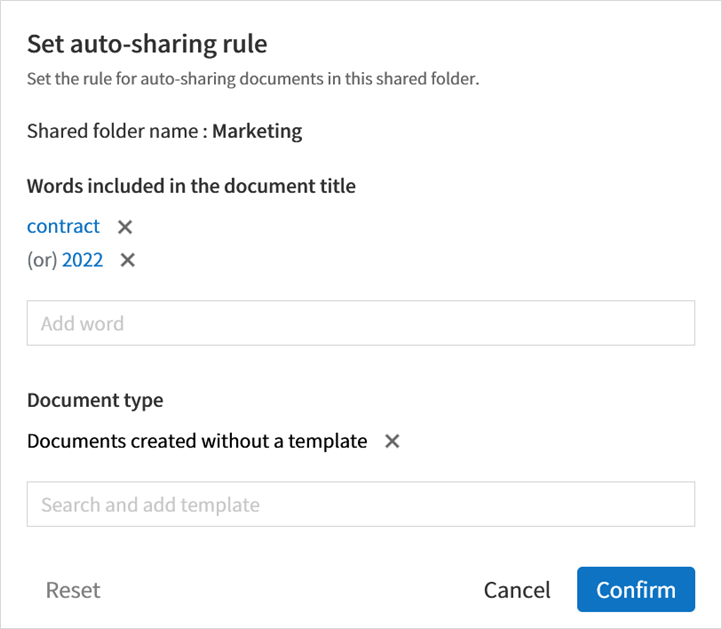 Set auto-sharing rule
Set the rule for auto-sharing documents in this shared folder.
Shared folder name : Marketing
Words included in the document title
contract ×
(or) 2022 ×
Add word
Document type
Documents created without a template ×
Search and add template
Reset Cancel Confirm